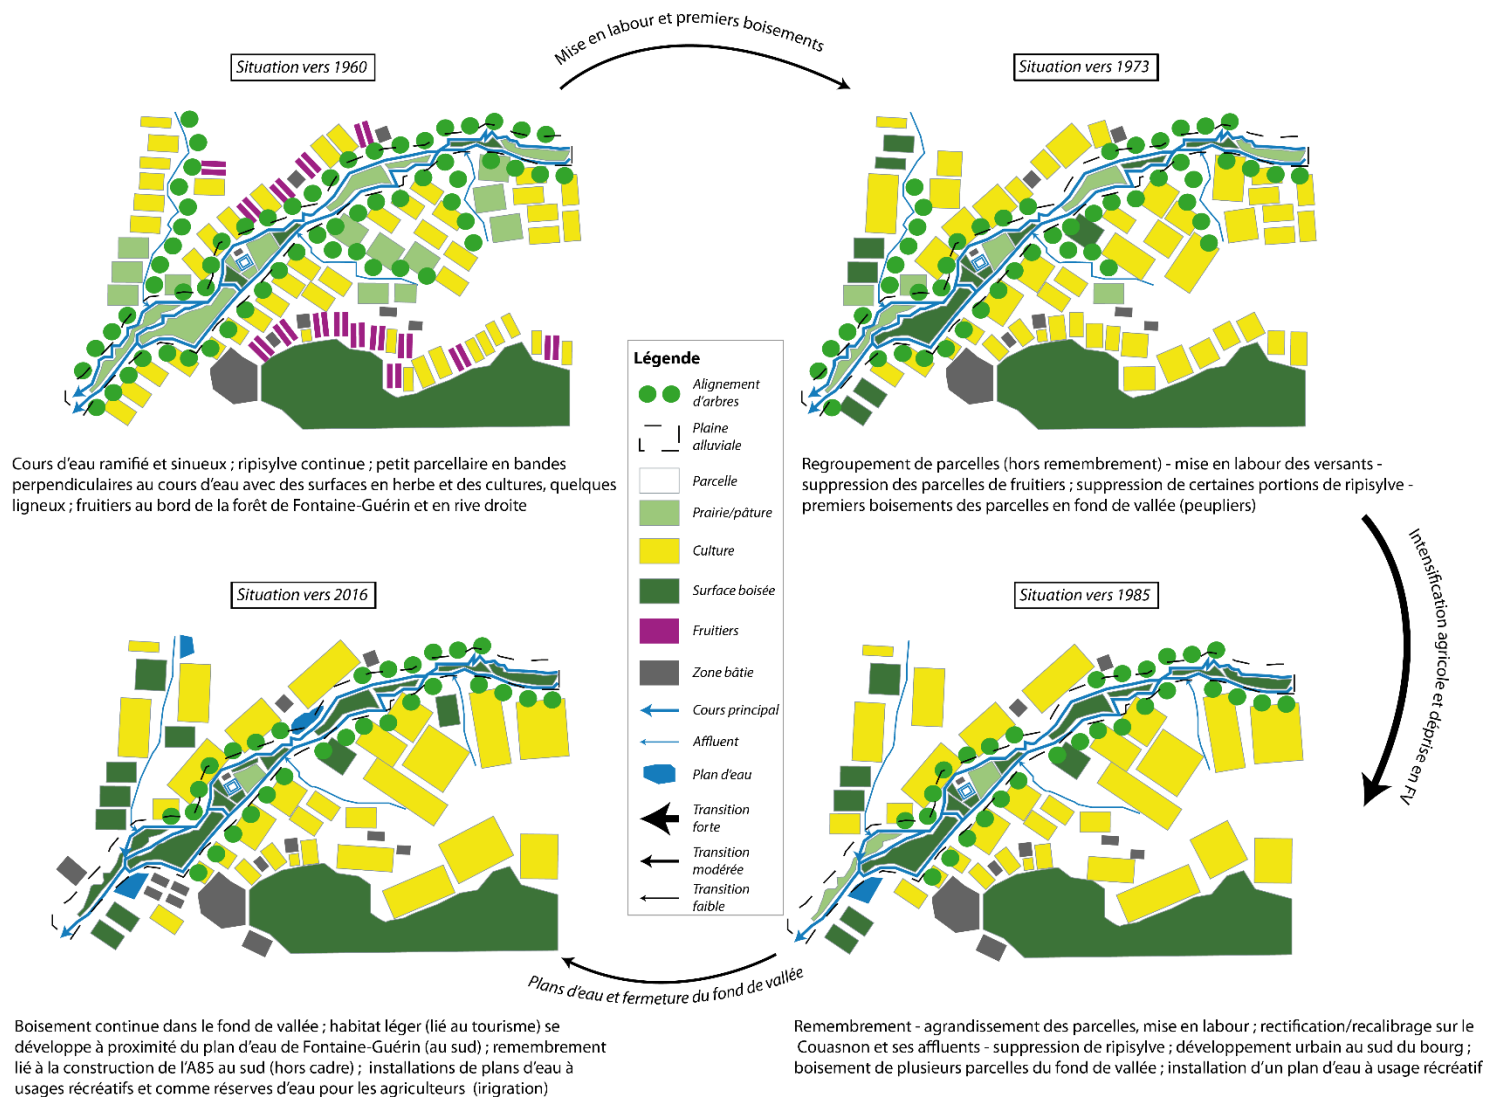 Mise en labour et premiers boisements
Situation vers 1960
Situation vers 1973
Cours d'eau ramifié et sinueux ; ripisylve continue ; petit parcellaire en bandes
perpendiculaires au cours d'eau avec des surfaces en herbe et des cultures, quelques
ligneux ; fruitiers au bord de la forêt de Fontaine-Guérin et en rive droite
Regroupement de parcelles (hors remembrement) - mise en labour des versants -
suppression des parcelles de fruitiers ; suppression de certaines portions de ripisylve -
premiers boisements des parcelles en fond de vallée (peupliers)
Légende
Alignement
d'arbres
Plaine
alluviale
Parcelle
Prairie/pâture
Culture
Surface boisée
Fruitiers
Zone bâtie
Cours principal
Affluent
Plan d'eau
Transition
forte
Transition
modérée
Transition
faible
Intensification agricole et déprise en FV
Situation vers 2016
Situation vers 1985
Plans d'eau et fermeture du fond de vallée
Boisement continue dans le fond de vallée ; habitat léger (lié au tourisme) se
développe à proximité du plan d'eau de Fontaine-Guérin (au sud) ; remembrement
lié à la construction de l'A85 au sud (hors cadre) ; installations de plans d'eau à
usages récréatifs et comme réserves d'eau pour les agriculteurs (irigration)
Remembrement - agrandissement des parcelles, mise en labour ; rectification/recalibrage sur le
Couasnon et ses affluents - suppression de ripisylve ; développement urbain au sud du bourg ;
boisement de plusieurs parcelles du fond de vallée ; installation d'un plan d'eau à usage récréatif